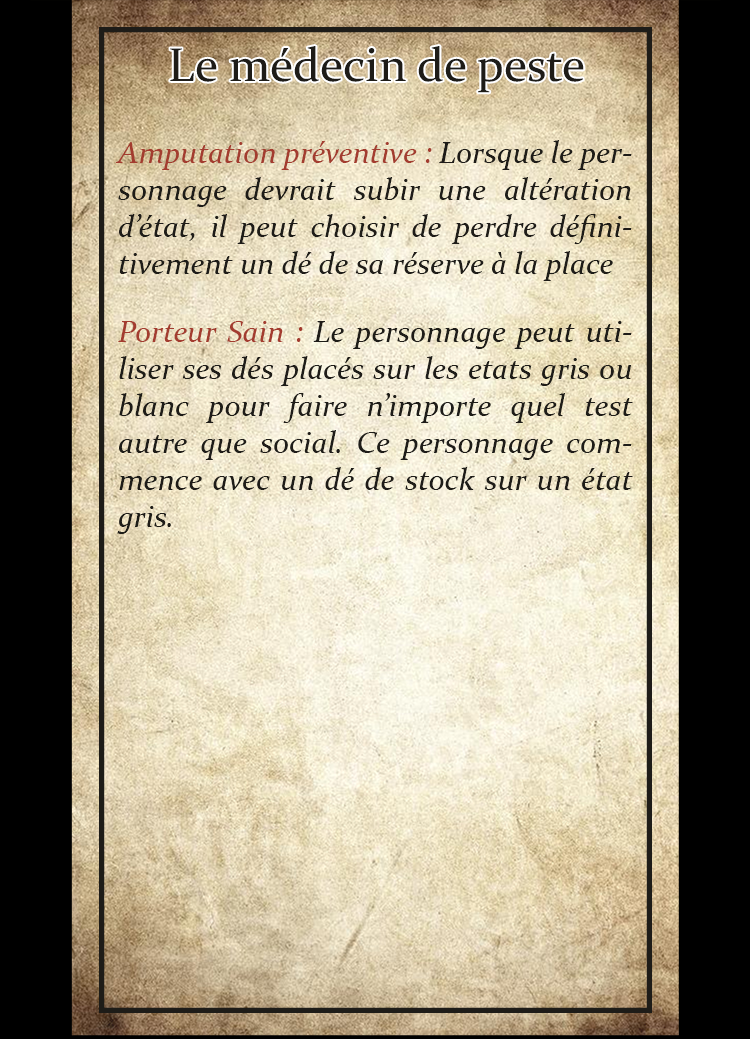 Le médecin de peste
Amputation préventive : Lorsque le per-
sonnage devrait subir une altération
d’état, il peut choisir de perdre défini-
tivement un dé de sa réserve à la place
Porteur Sain : Le personnage peut uti-
liser ses dés placés sur les etats gris ou
blanc pour faire n’importe quel test
autre que social. Ce personnage com-
mence avec un dé de stock sur un état
gris.